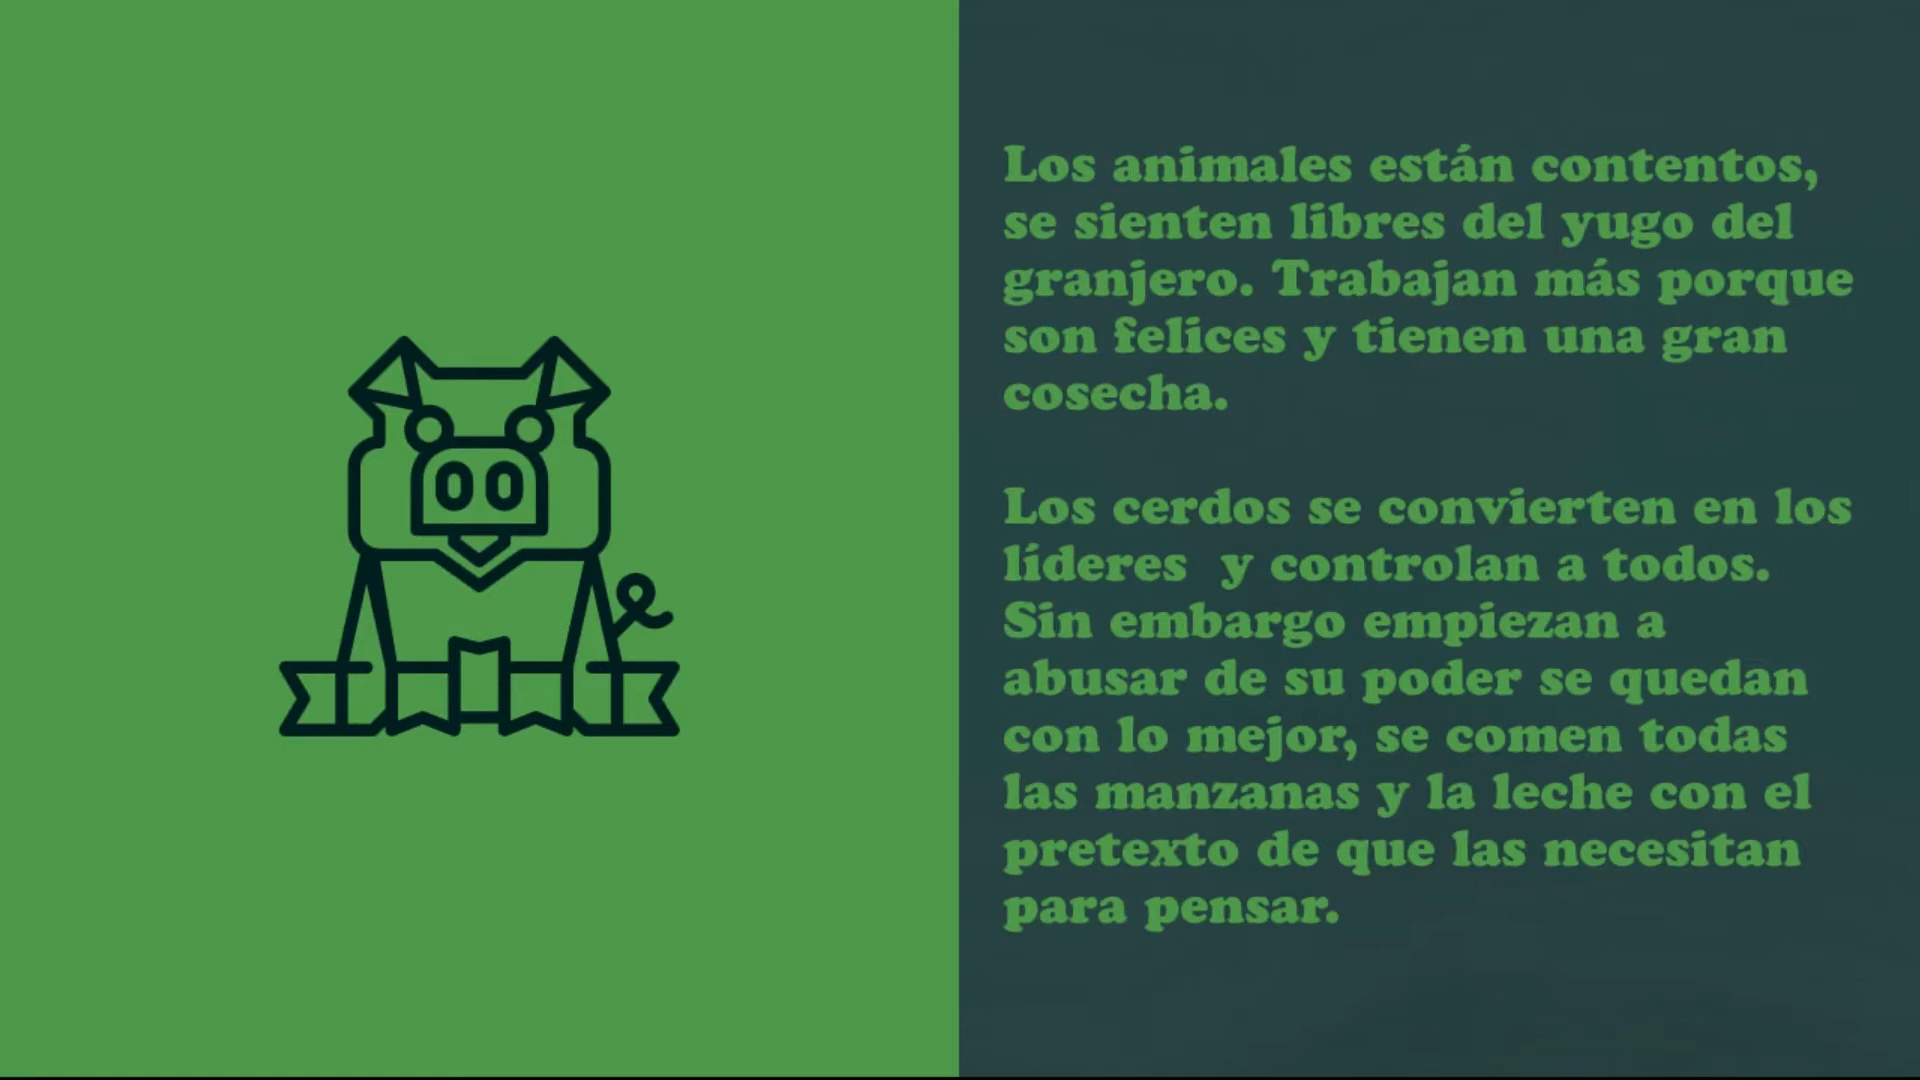 Los animales están contentos,
se sienten libres del yugo del
granjero. Trabajan más porque
son felices y tienen una gran
cosecha.
Los cerdos se convierten en los
líderes  y controlan a todos.
Sin embargo empiezan a
abusar de su poder se quedan
con lo mejor, se comen todas
las manzanas y la leche con el
pretexto de que las necesitan
para pensar.